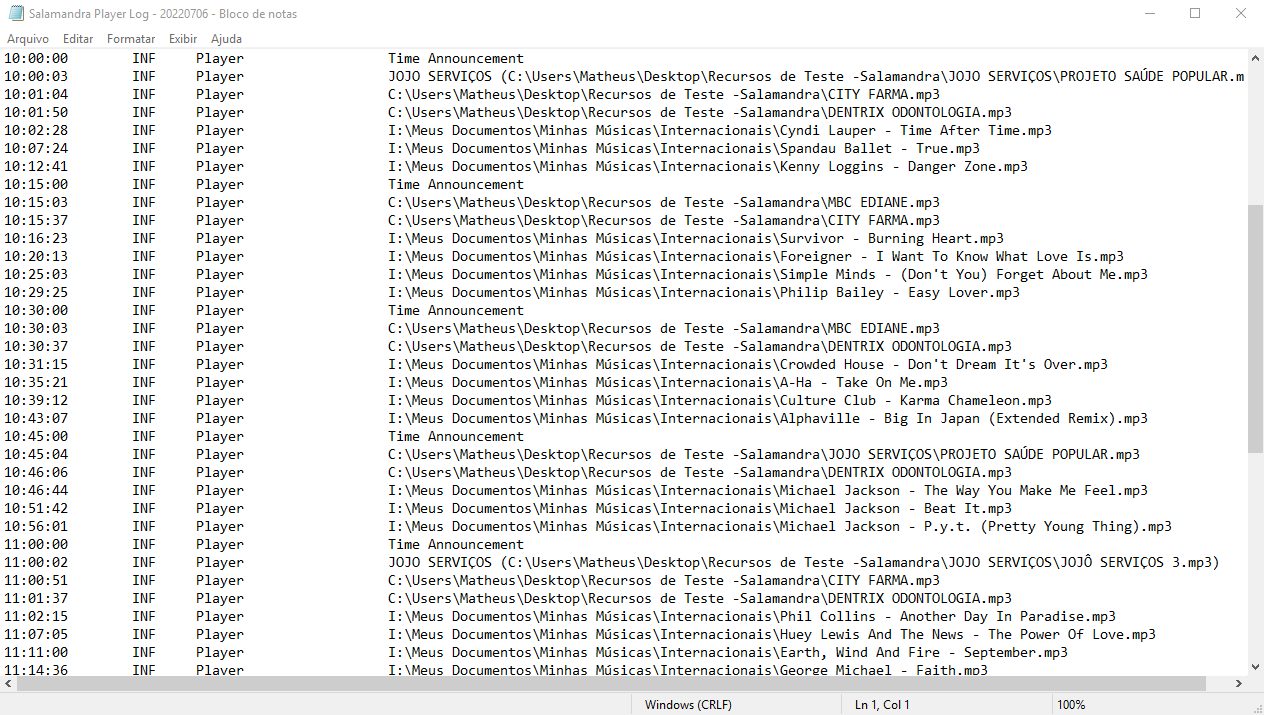 Salamandra Player Log - 20220706 - Bloco de notas
Arquivo Editar Formatar Exibir Ajuda
10:00:00 INF Player Time Announcement
10:00:03 INF Player JOJO SERVIÇOS (C:\Users\Matheus\Desktop\Recursos de Teste -Salamandra\JOJO SERVIÇOS\PROJETO SAÚDE POPULAR.m
10:01:04 INF Player C:\Users\Matheus\Desktop\Recursos de Teste -Salamandra\CITY FARMA.mp3
10:01:50 INF Player C:\Users\Matheus\Desktop\Recursos de Teste -Salamandra\DENTRIX ODONTOLOGIA.mp3
10:02:28 INF Player I:\Meus Documentos\Minhas Músicas\Internacionais\Cyndi Lauper - Time After Time.mp3
10:07:24 INF Player I:\Meus Documentos\Minhas Músicas\Internacionais\Spandau Ballet - True.mp3
10:12:41 INF Player I:\Meus Documentos\Minhas Músicas\Internacionais\Kenny Loggins - Danger Zone.mp3
10:15:00 INF Player Time Announcement
10:15:03 INF Player C:\Users\Matheus\Desktop\Recursos de Teste -Salamandra\MBC EDIANE.mp3
10:15:37 INF Player C:\Users\Matheus\Desktop\Recursos de Teste -Salamandra\CITY FARMA.mp3
10:16:23 INF Player I:\Meus Documentos\Minhas Músicas\Internacionais\Survivor - Burning Heart.mp3
10:20:13 INF Player I:\Meus Documentos\Minhas Músicas\Internacionais\Foreigner - I Want To Know What Love Is.mp3
10:25:03 INF Player I:\Meus Documentos\Minhas Músicas\Internacionais\Simple Minds - (Don't You) Forget About Me.mp3
10:29:25 INF Player I:\Meus Documentos\Minhas Músicas\Internacionais\Philip Bailey - Easy Lover.mp3
10:30:00 INF Player Time Announcement
10:30:03 INF Player C:\Users\Matheus\Desktop\Recursos de Teste -Salamandra\MBC EDIANE.mp3
10:30:37 INF Player C:\Users\Matheus\Desktop\Recursos de Teste -Salamandra\DENTRIX ODONTOLOGIA.mp3
10:31:15 INF Player I:\Meus Documentos\Minhas Músicas\Internacionais\Crowded House - Don't Dream It's Over.mp3
10:35:21 INF Player I:\Meus Documentos\Minhas Músicas\Internacionais\A-Ha - Take On Me.mp3
10:39:12 INF Player I:\Meus Documentos\Minhas Músicas\Internacionais\Culture Club - Karma Chameleon.mp3
10:43:07 INF Player I:\Meus Documentos\Minhas Músicas\Internacionais\Alphaville - Big In Japan (Extended Remix).mp3
10:45:00 INF Player Time Announcement
10:45:04 INF Player C:\Users\Matheus\Desktop\Recursos de Teste -Salamandra\JOJO SERVIÇOS\PROJETO SAÚDE POPULAR.mp3
10:46:06 INF Player C:\Users\Matheus\Desktop\Recursos de Teste -Salamandra\DENTRIX ODONTOLOGIA.mp3
10:46:44 INF Player I:\Meus Documentos\Minhas Músicas\Internacionais\Michael Jackson - The Way You Make Me Feel.mp3
10:51:42 INF Player I:\Meus Documentos\Minhas Músicas\Internacionais\Michael Jackson - Beat It.mp3
10:56:01 INF Player I:\Meus Documentos\Minhas Músicas\Internacionais\Michael Jackson - P.y.t. (Pretty Young Thing).mp3
11:00:00 INF Player Time Announcement
11:00:02 INF Player JOJO SERVIÇOS (C:\Users\Matheus\Desktop\Recursos de Teste -Salamandra\JOJO SERVIÇOS\JOJÔ SERVIÇOS 3.mp3)
11:00:51 INF Player C:\Users\Matheus\Desktop\Recursos de Teste -Salamandra\CITY FARMA.mp3
11:01:37 INF Player C:\Users\Matheus\Desktop\Recursos de Teste -Salamandra\DENTRIX ODONTOLOGIA.mp3
11:02:15 INF Player I:\Meus Documentos\Minhas Músicas\Internacionais\Phil Collins - Another Day In Paradise.mp3
11:07:05 INF Player I:\Meus Documentos\Minhas Músicas\Internacionais\Huey Lewis And The News - The Power Of Love.mp3
11:11:00 INF Player I:\Meus Documentos\Minhas Músicas\Internacionais\Earth, Wind And Fire - September.mp3
11:14:36 INF Player I:\Meus Documentos\Minhas Músicas\Internacionais\George Michael - Faith.mp3
Windows (CRLF) Ln 1, Col 1 100%